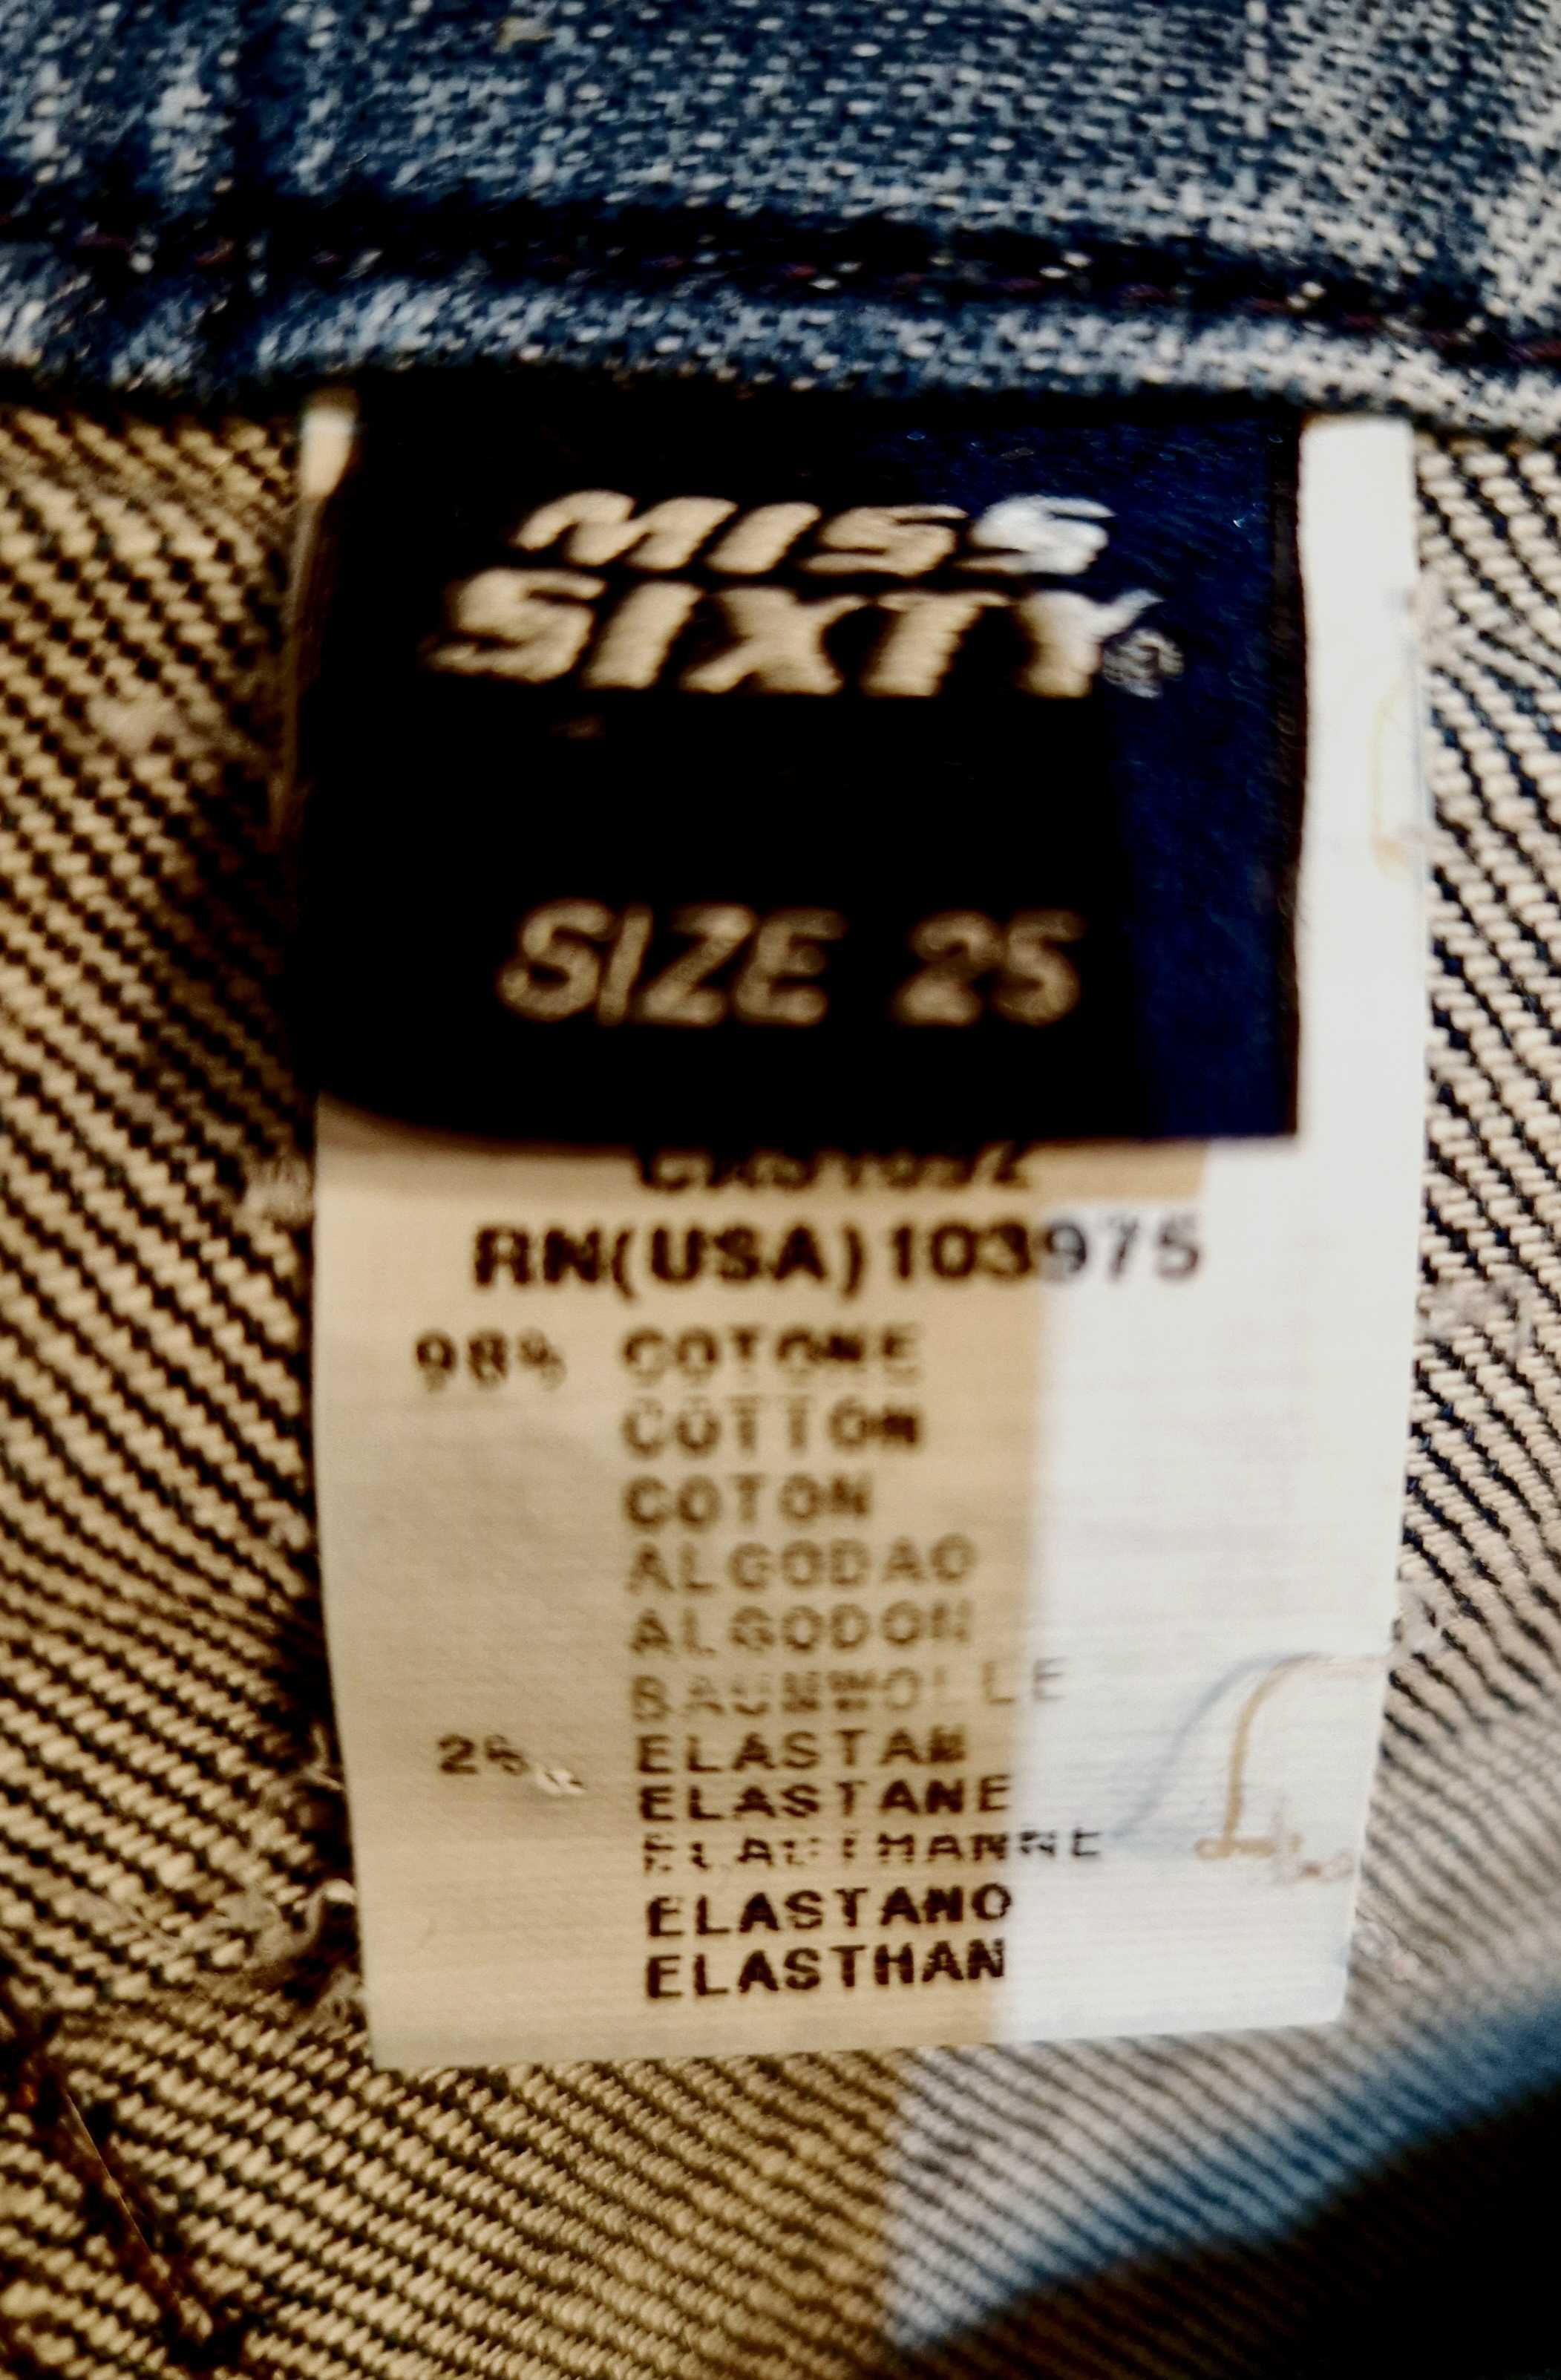 MISS
SIXTY®
SIZE 25
RN(USA)103975
98% COTONE
COTTON
COTON
ALGODAO
ALGODON
BAUMWOLLE
2% ELASTAN
ELASTANE
ELASTHANNE
ELASTANO
ELASTHAN